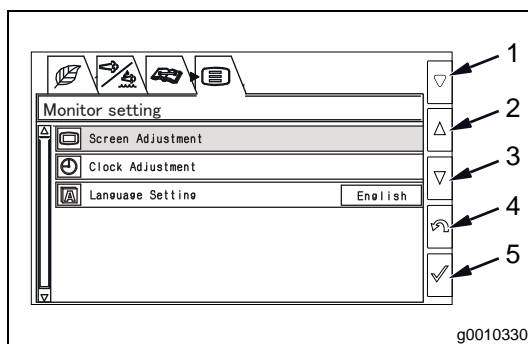 Monitor setting
Screen Adjustment
Clock Adjustment
A
Language Setting
English
1
2
3
4
5
g0010330